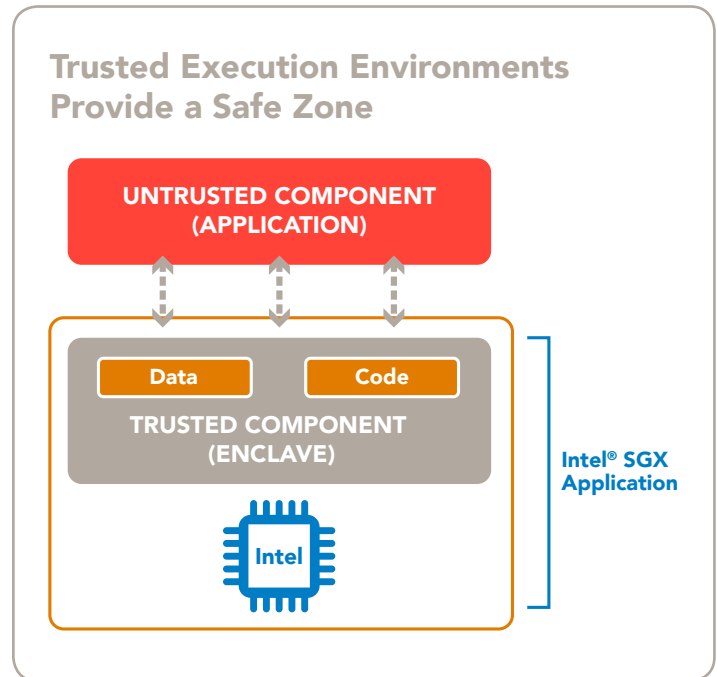 Trusted Execution Environments
Provide a Safe Zone
UNTRUSTED COMPONENT
(APPLICATION)
Data
Code
TRUSTED COMPONENT
(ENCLAVE)
Intel® SGX
Application
Intel